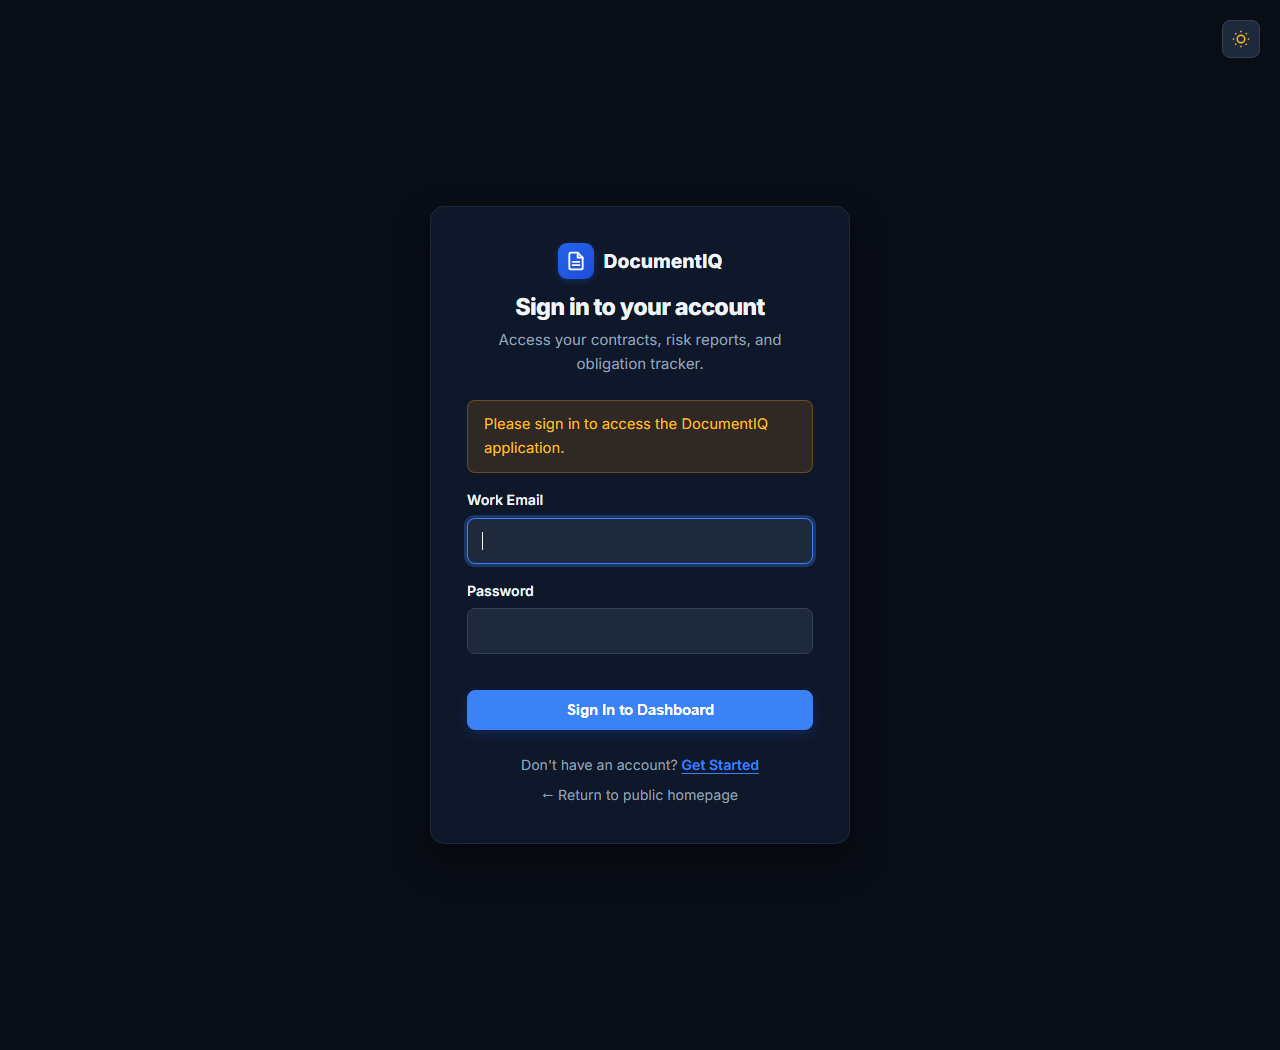 DocumentIQ
Sign in to your account
Access your contracts, risk reports, and
obligation tracker.
Please sign in to access the DocumentIQ
application.
Work Email
Password
Sign In to Dashboard
Don't have an account? Get Started
← Return to public homepage